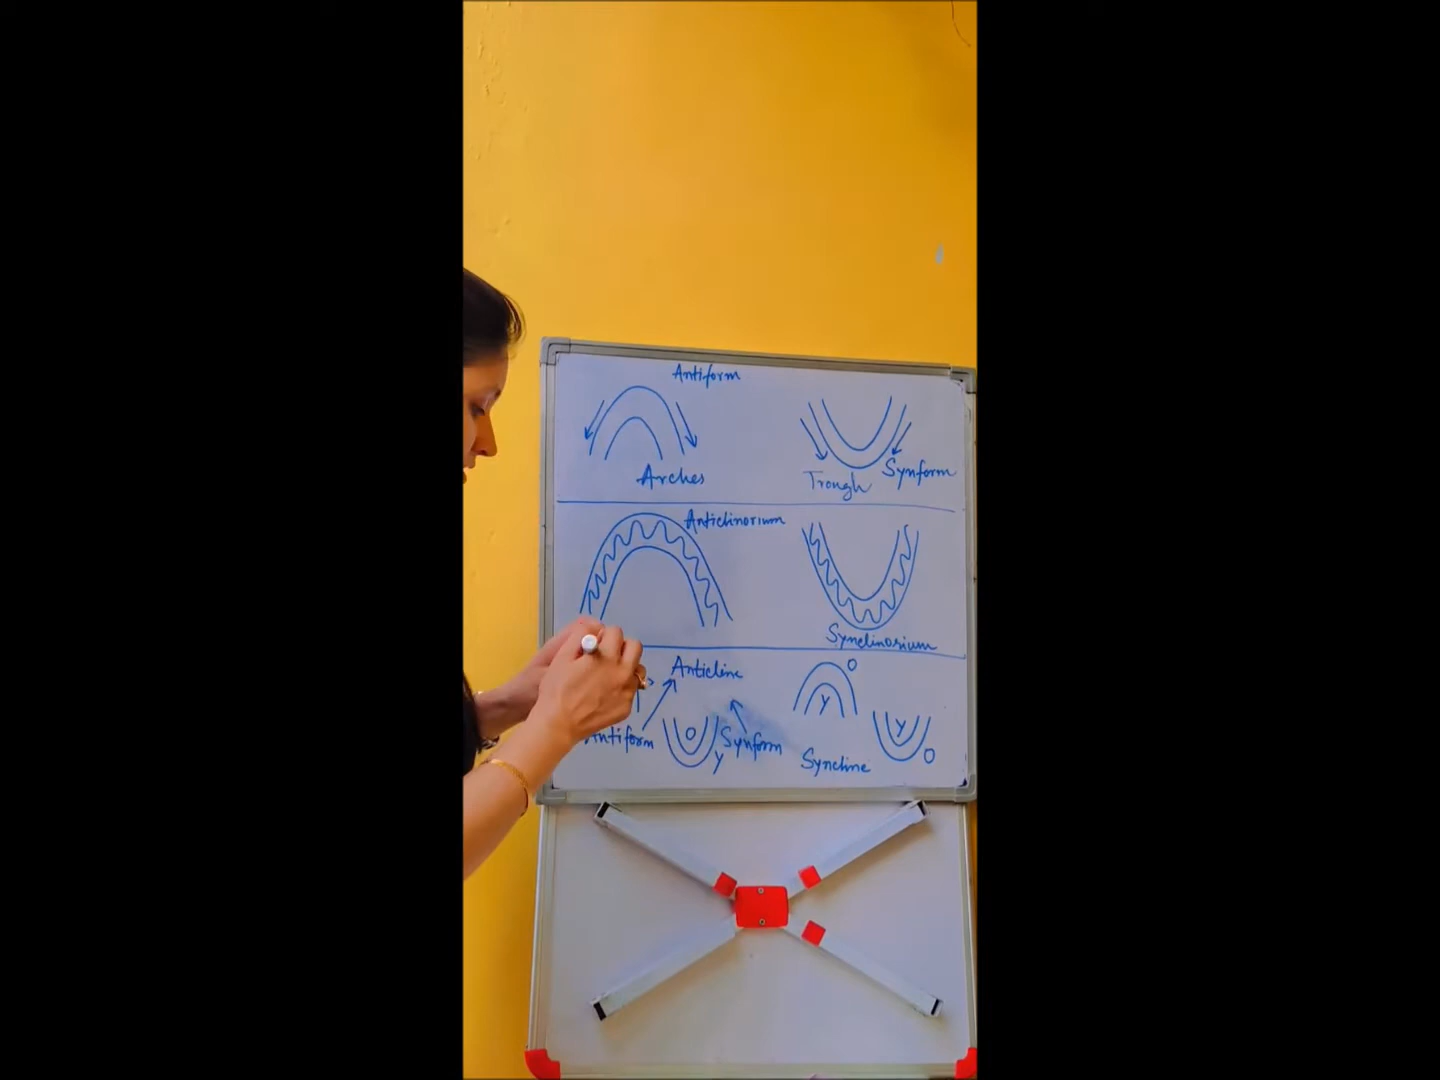 Antiform
Arches
Trough
Synform
Anticlinorium
Synclinorium
Anticline
O
Y
Antiform
O
Y
Synform
Syncline
Y
O